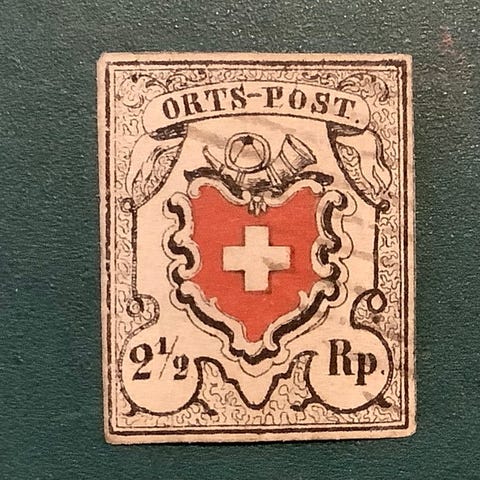 ORTS-POST.
2 1/2 Rp.